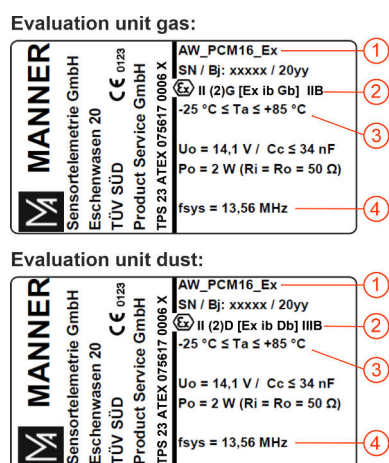 Evaluation unit gas:
MANNER
Sensortelemetrie GmbH
Eschenwasen 20
TÜV SÜD CE 0123
Product Service GmbH
TPS 23 ATEX 075617 0006 X
AW_PCM16_Ex
SN / Bj: xxxxx / 20yy
Ex II (2)G [Ex ib Gb] IIB
-25 °C ≤ Ta ≤ +85 °C
Uo = 14,1 V / Cc ≤ 34 nF
Po = 2 W (Ri = Ro = 50 Ω)
fsys = 13,56 MHz
1
2
3
4
Evaluation unit dust:
MANNER
Sensortelemetrie GmbH
Eschenwasen 20
TÜV SÜD CE 0123
Product Service GmbH
TPS 23 ATEX 075617 0006 X
AW_PCM16_Ex
SN / Bj: xxxxx / 20yy
Ex II (2)D [Ex ib Db] IIIB
-25 °C ≤ Ta ≤ +85 °C
Uo = 14,1 V / Cc ≤ 34 nF
Po = 2 W (Ri = Ro = 50 Ω)
fsys = 13,56 MHz
1
2
3
4